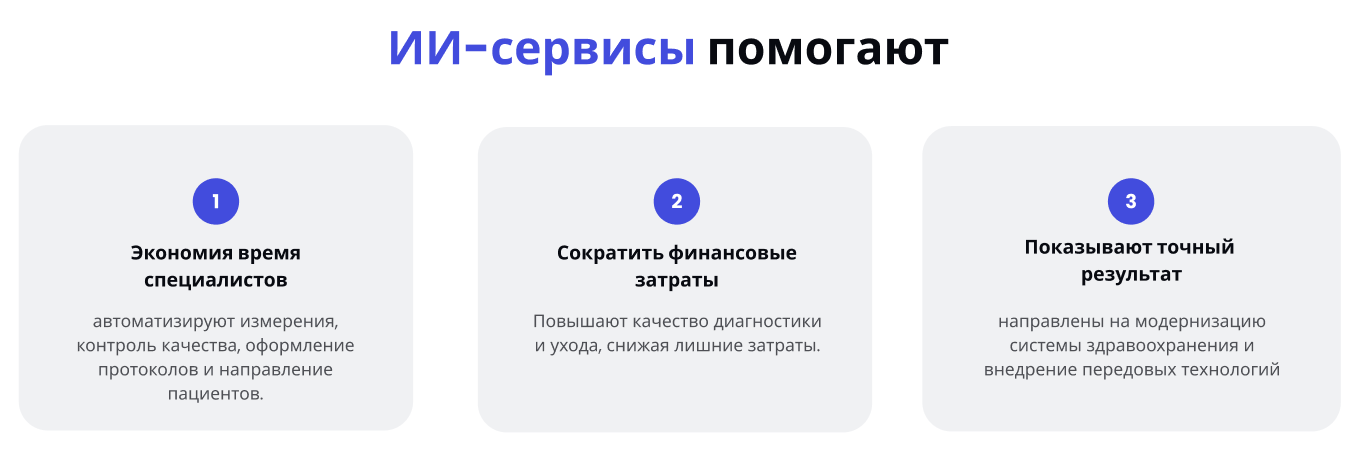 ИИ-сервисы помогают
1
Экономия время
специалистов
автоматизируют измерения,
контроль качества, оформление
протоколов и направление
пациентов.
2
Сократить финансовые
затраты
Повышают качество диагностики
и ухода, снижая лишние затраты.
3
Показывают точный
результат
направлены на модернизацию
системы здравоохранения и
внедрение передовых технологий